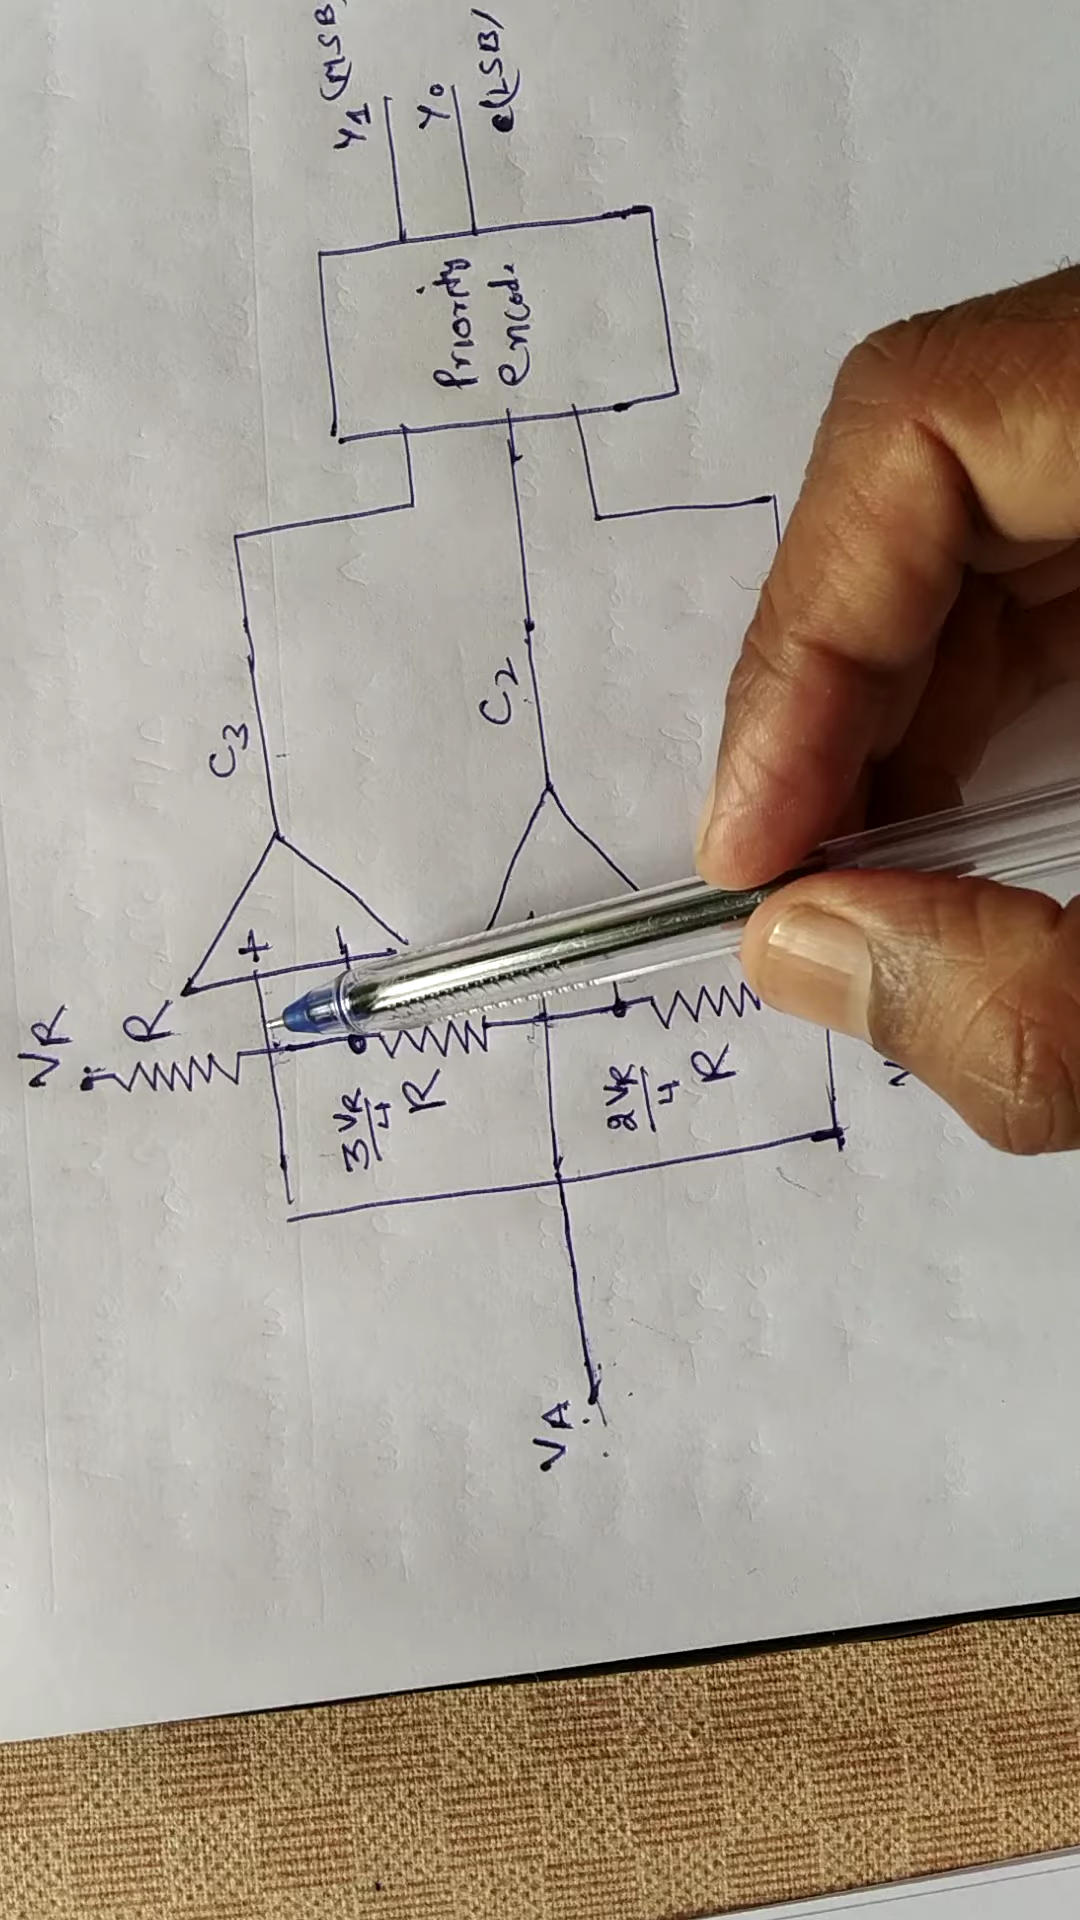 VR
R
3VR/4
R
2VR/4
R
VA
+
-
C3
C2
Priority
encode
Y1 (MSB)
Y0
(LSB)